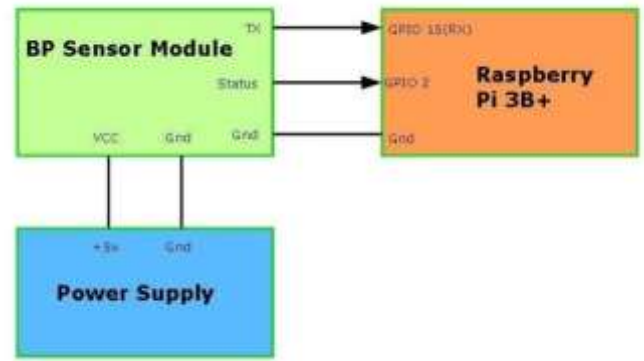 BP Sensor Module
TX
Status
VCC
Gnd
Gnd
GPIO 15(RX)
GPIO 2
Gnd
Raspberry
Pi 3B+
+5v
Gnd
Power Supply